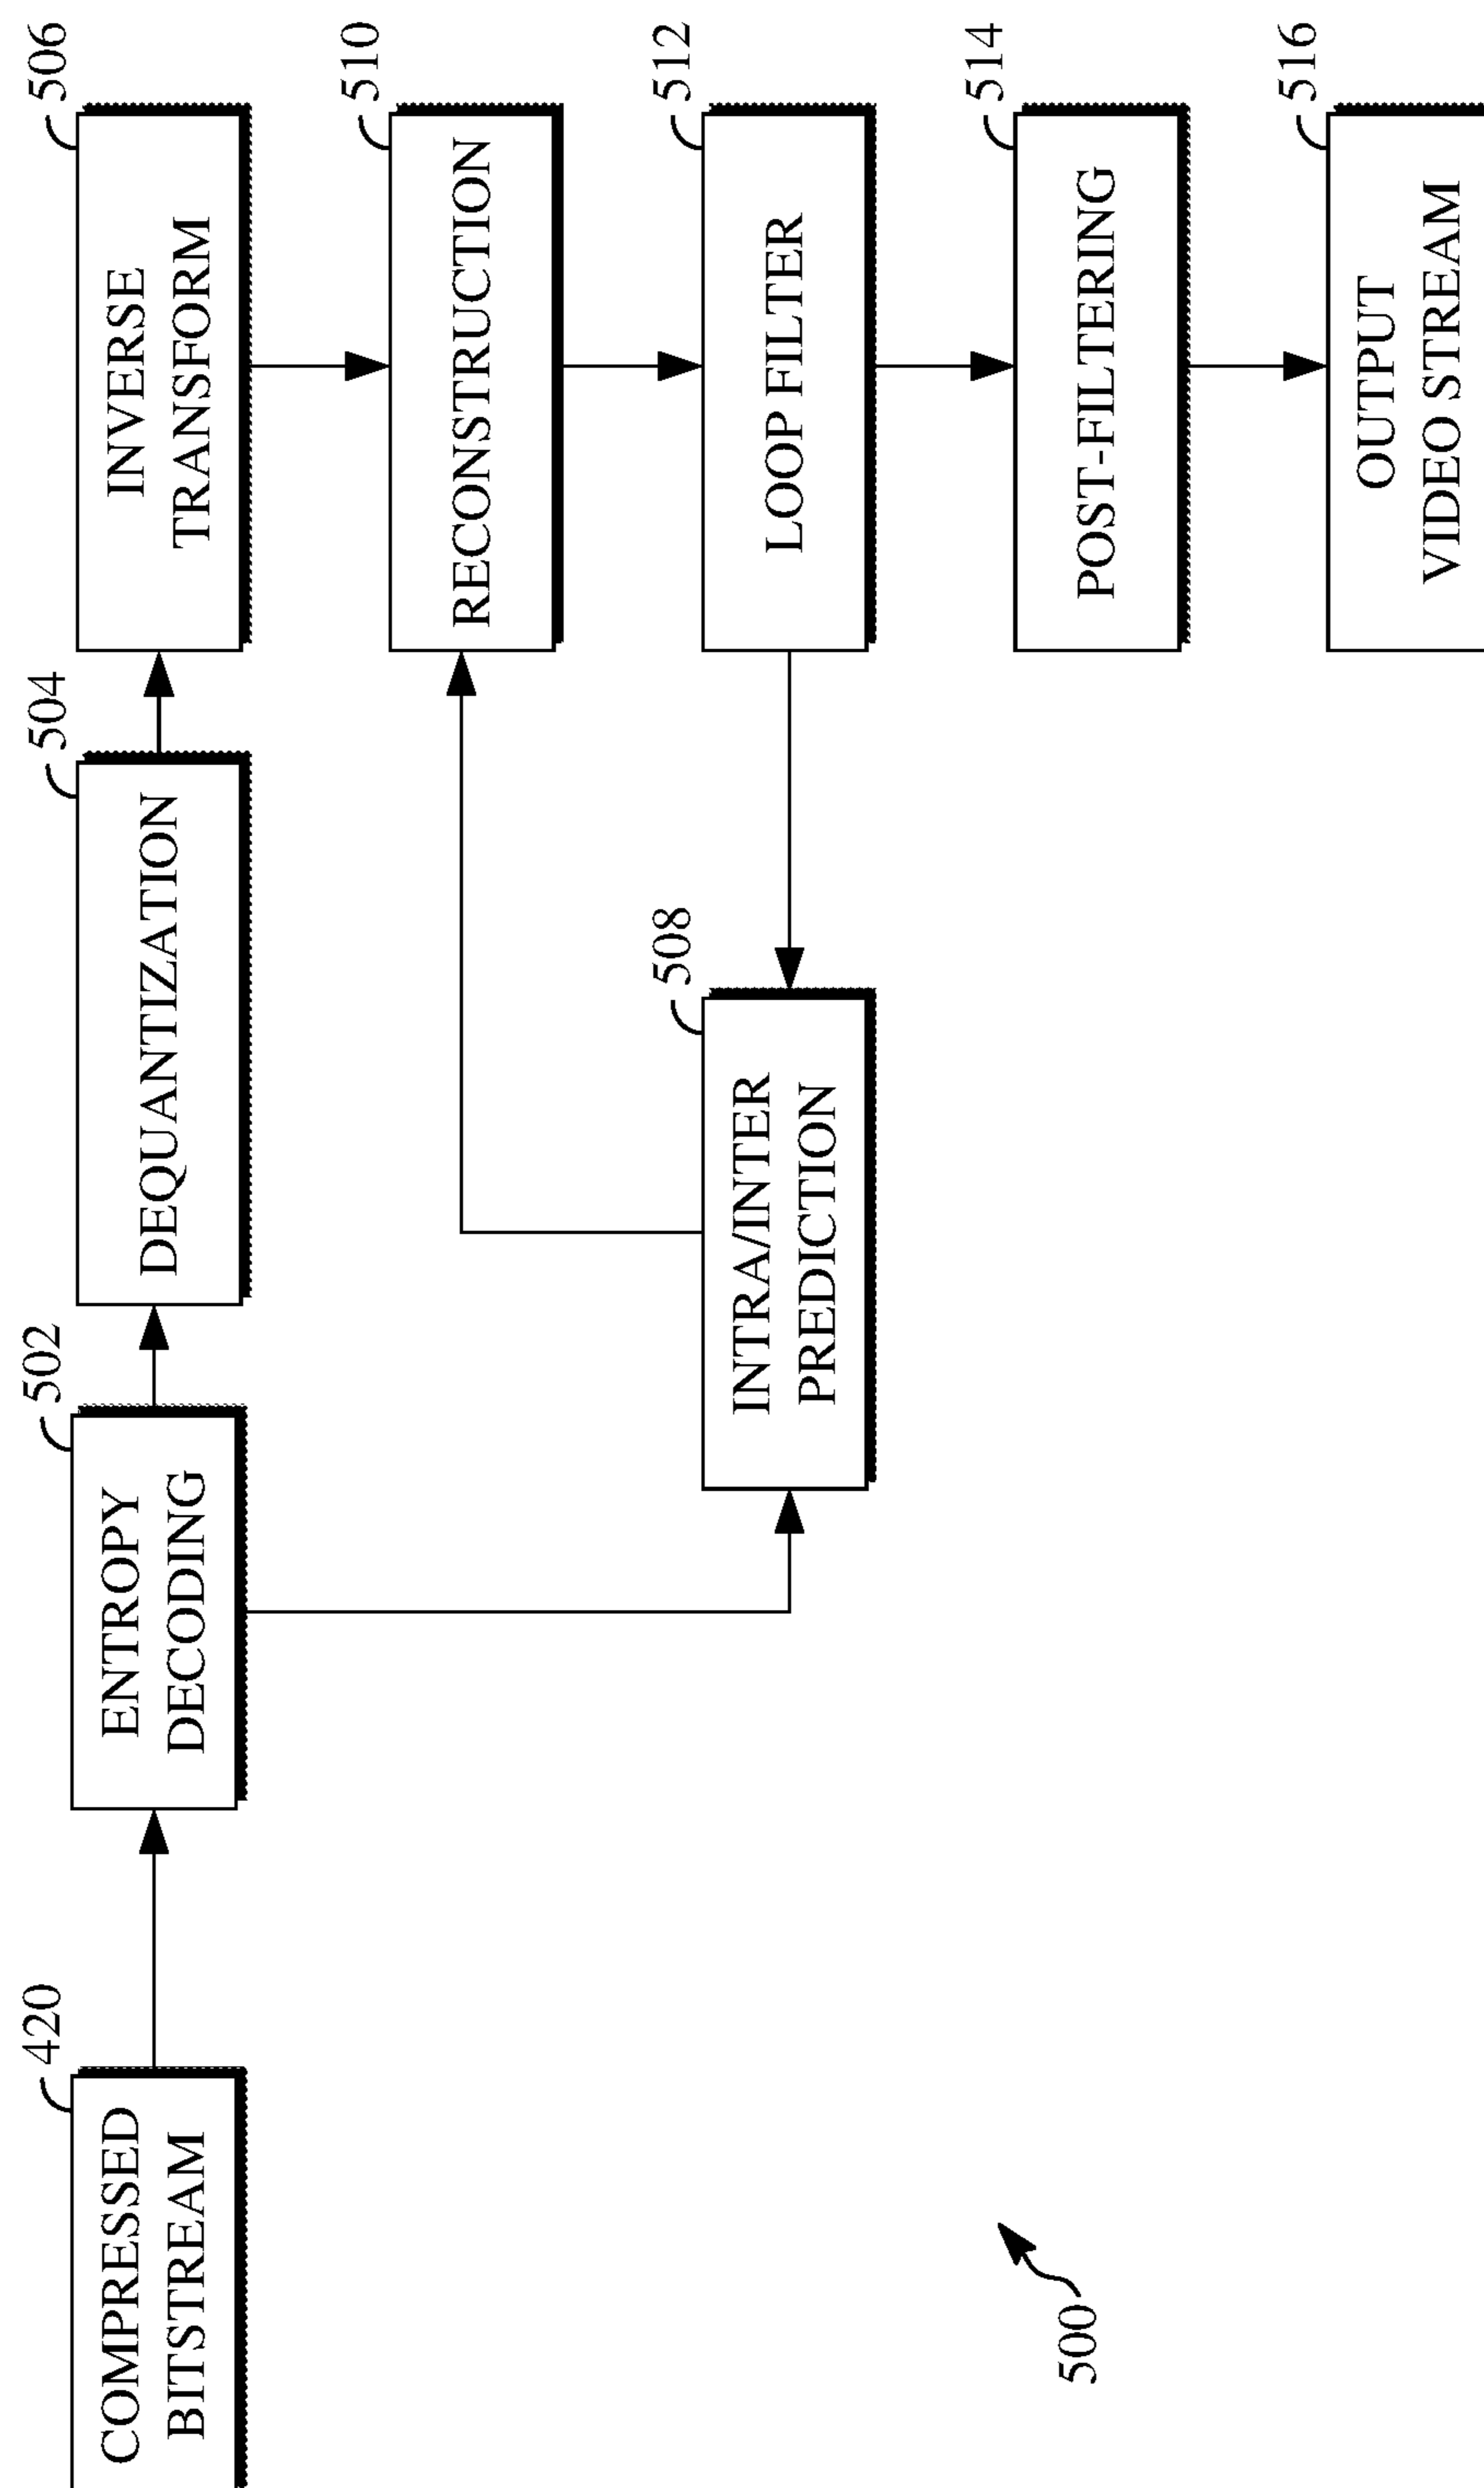 420
COMPRESSED
BITSTREAM
502
ENTROPY
DECODING
504
DEQUANTIZATION
506
INVERSE
TRANSFORM
510
RECONSTRUCTION
508
INTRA/INTER
PREDICTION
512
LOOP FILTER
514
POST-FILTERING
516
OUTPUT
VIDEO STREAM
500